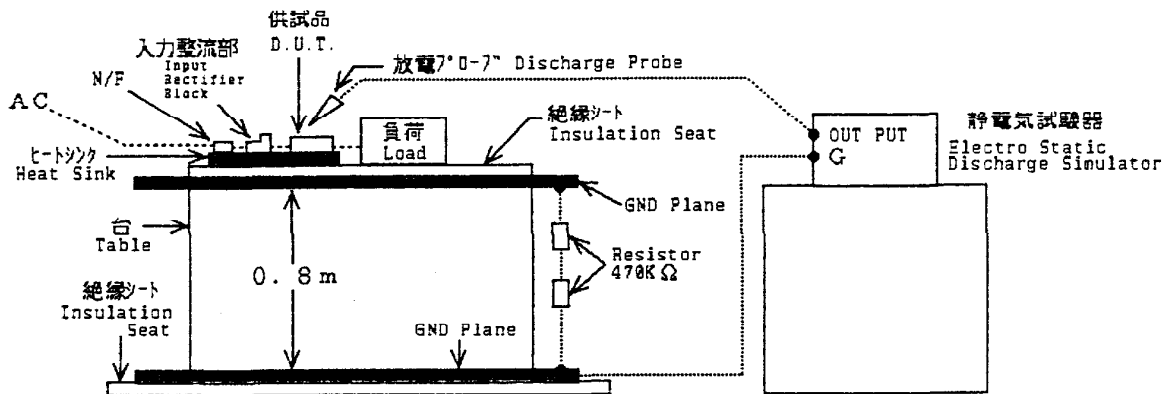 供試品
D.U.T.
入力整流部
Input
Rectifier
Block
N/F
AC
放電プローブ Discharge Probe
絶縁シート
Insulation Seat
負荷
Load
OUT PUT
G
静電気試験器
Electro Static
Discharge Simulator
ヒートシンク
Heat Sink
GND Plane
台
Table
0.8m
Resistor
470KΩ
絶縁シート
Insulation
Seat
GND Plane